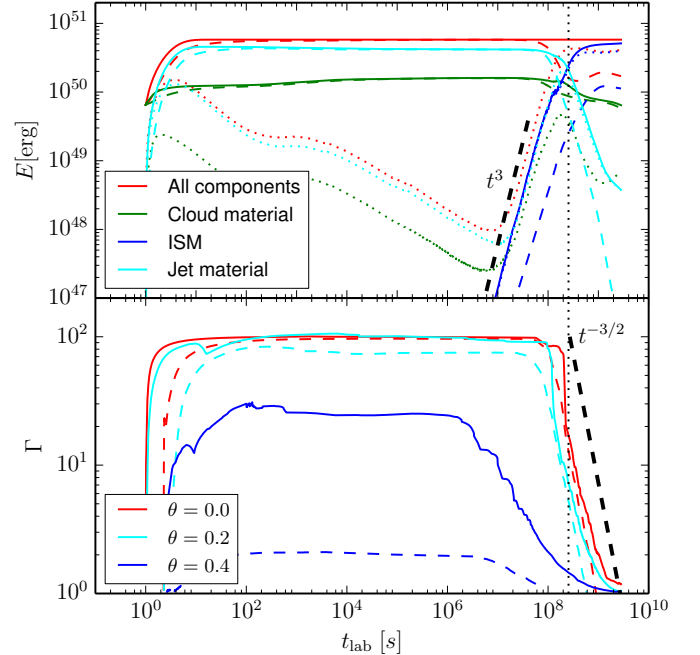 10^51
10^50
10^49
10^48
10^47
E[erg]
t^3
All components
Cloud material
ISM
Jet material
10^2
10^1
10^0
Γ
t^{-3/2}
θ = 0.0
θ = 0.2
θ = 0.4
10^0 10^2 10^4 10^6 10^8 10^10
t_lab [s]